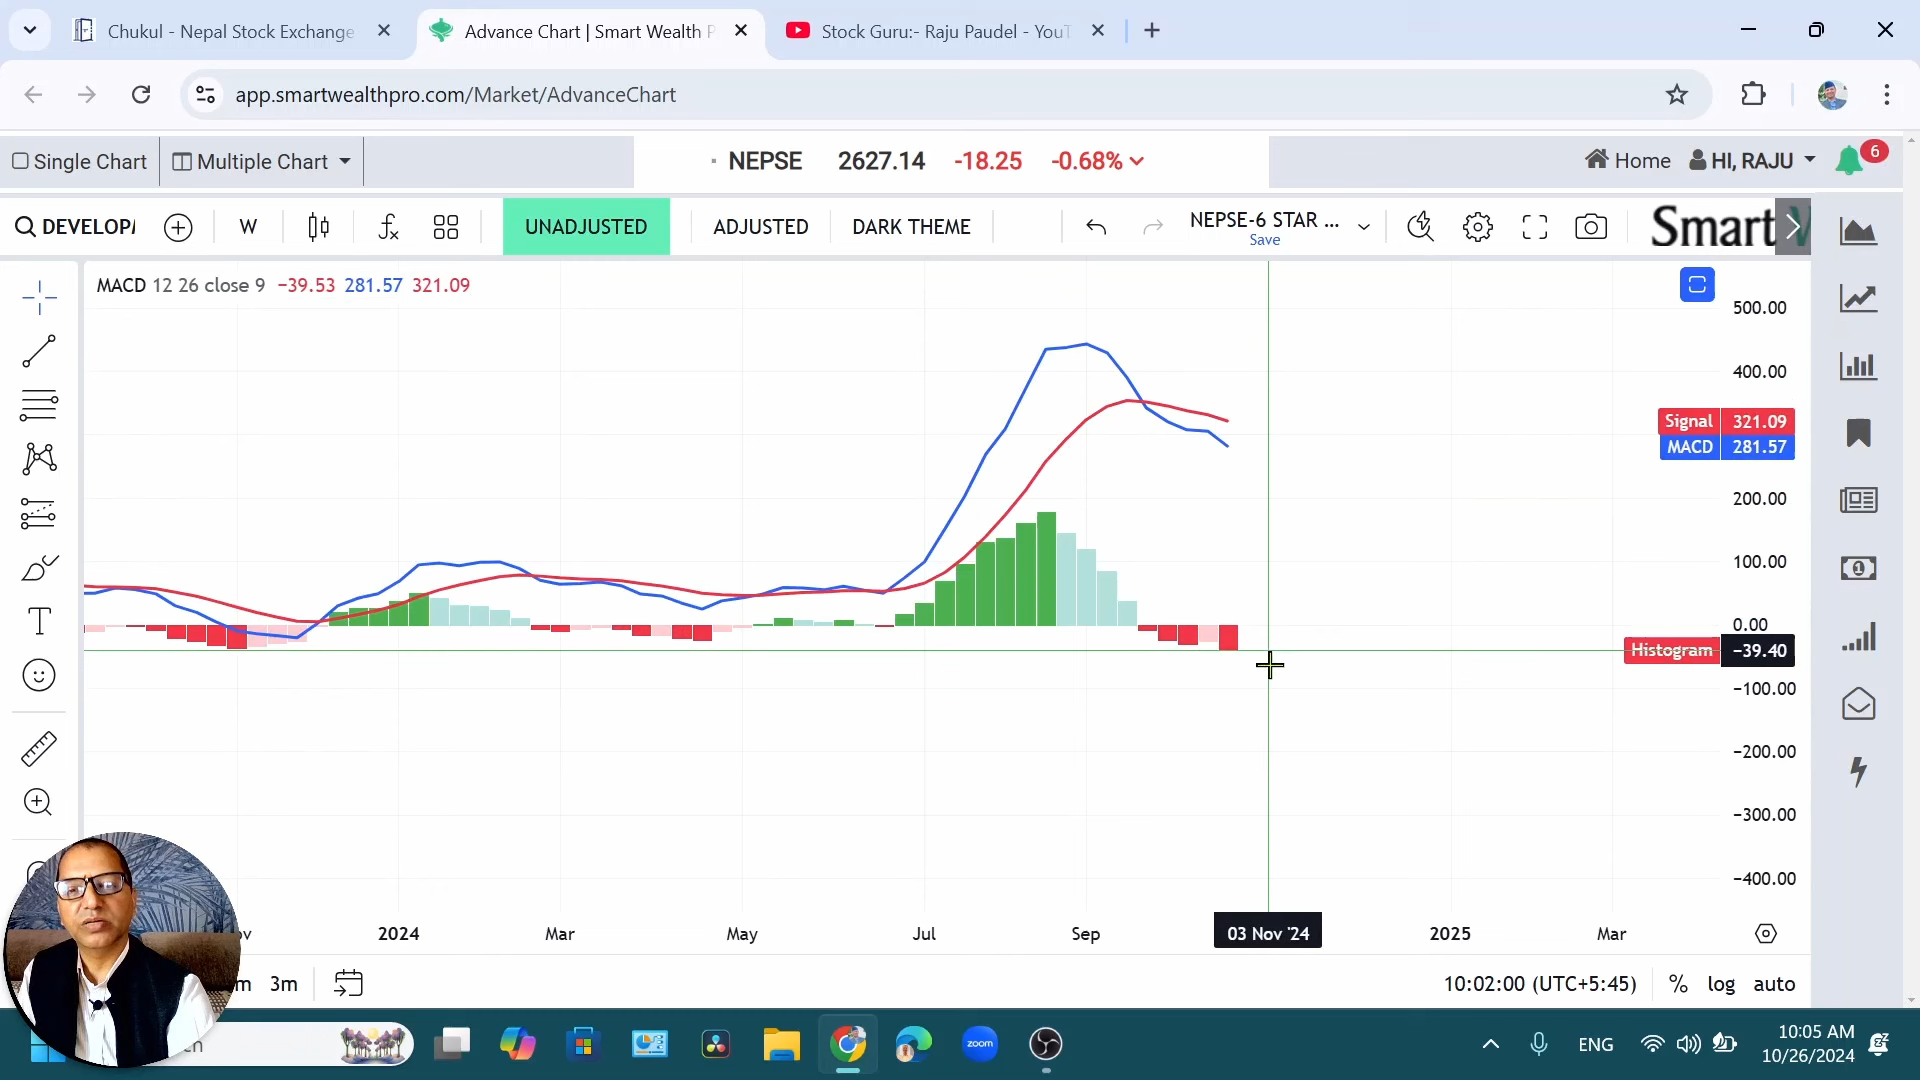 Chukul - Nepal Stock Exchange
Advance Chart | Smart Wealth P
Stock Guru:- Raju Paudel - YouT
app.smartwealthpro.com/Market/AdvanceChart
Single Chart
Multiple Chart
NEPSE 2627.14 -18.25 -0.68%
Home
HI, RAJU
6
DEVELOP
W
UNADJUSTED
ADJUSTED
DARK THEME
NEPSE-6 STAR ...
Save
Smart W
MACD 12 26 close 9 −39.53 281.57 321.09
500.00
400.00
Signal 321.09
MACD 281.57
200.00
100.00
0.00
Histogram −39.40
−100.00
−200.00
−300.00
−400.00
ov
2024
Mar
May
Jul
Sep
03 Nov '24
2025
Mar
m
3m
10:02:00 (UTC+5:45)
%
log
auto
ch
zoom
ENG
10:05 AM
10/26/2024